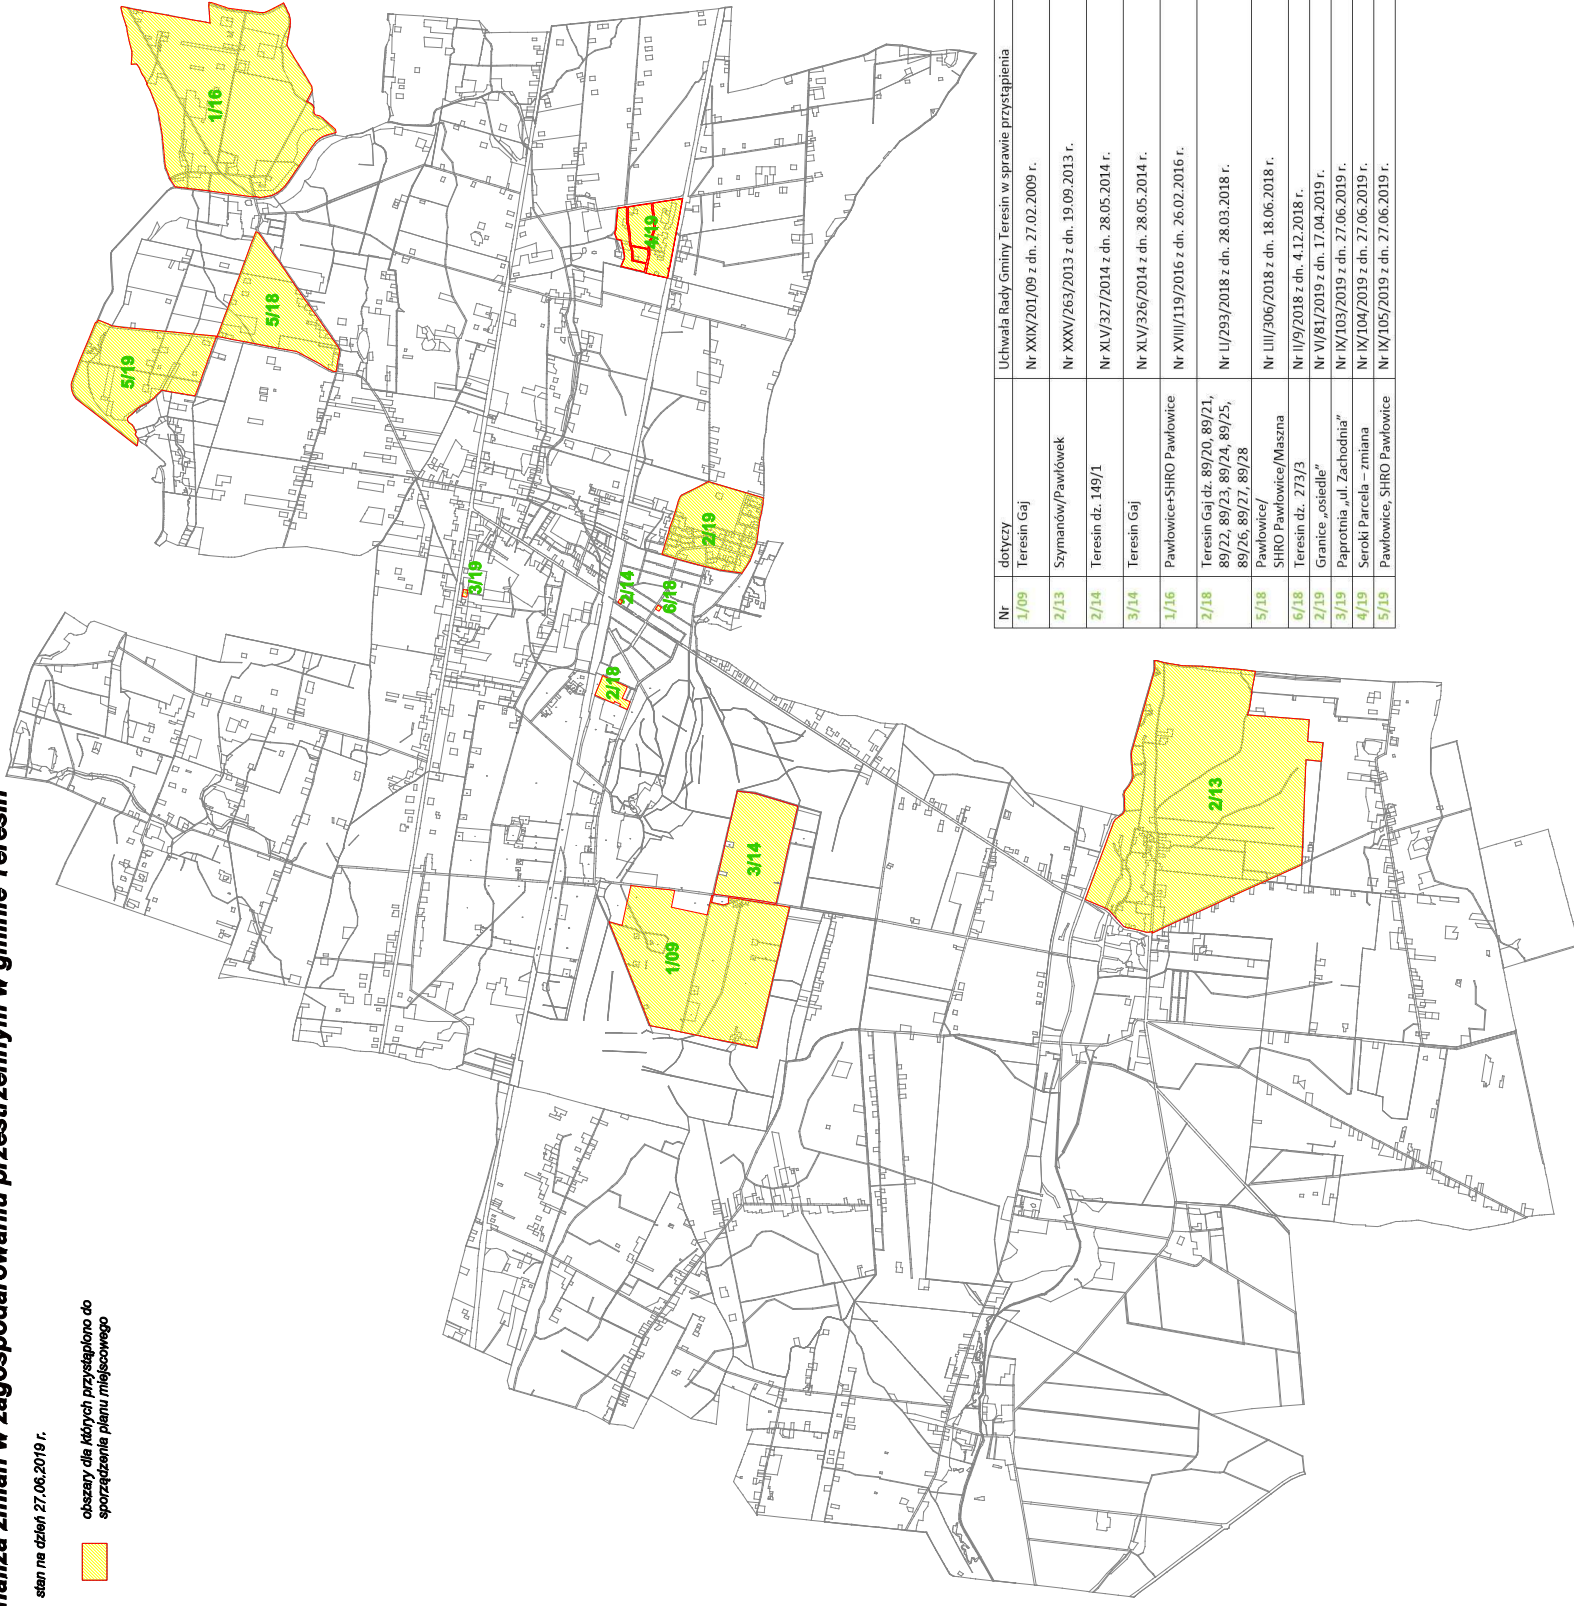 zmian w zagospodarowaniu przestrzennym w gminie Teresin
stan na dzień 27.06.2019 r.
obszary dla których przystąpiono do
sporządzenia planu miejscowego
1/16
5/19
5/18
4/19
2/19
3/19
2/14
6/18
2/18
3/14
1/09
2/13
Nr dotyczy Uchwała Rady Gminy Teresin w sprawie przystąpienia
1/09 Teresin Gaj Nr XXIX/201/09 z dn. 27.02.2009 r.
2/13 Szymanów/Pawłówek Nr XXXV/263/2013 z dn. 19.09.2013 r.
2/14 Teresin dz. 149/1 Nr XLV/327/2014 z dn. 28.05.2014 r.
3/14 Teresin Gaj Nr XLV/326/2014 z dn. 28.05.2014 r.
1/16 Pawłowice+SHRO Pawłowice Nr XVIII/119/2016 z dn. 26.02.2016 r.
2/18 Teresin Gaj dz. 89/20, 89/21,
89/22, 89/23, 89/24, 89/25,
89/26, 89/27, 89/28 Nr LI/293/2018 z dn. 28.03.2018 r.
5/18 Pawłowice/
SHRO Pawłowice/Maszna Nr LIII/306/2018 z dn. 18.06.2018 r.
6/18 Teresin dz. 273/3 Nr II/9/2018 z dn. 4.12.2018 r.
2/19 Granice „osiedle” Nr VI/81/2019 z dn. 17.04.2019 r.
3/19 Paprotnia „ul. Zachodnia” Nr IX/103/2019 z dn. 27.06.2019 r.
4/19 Seroki Parcela – zmiana Nr IX/104/2019 z dn. 27.06.2019 r.
5/19 Pawłowice, SHRO Pawłowice Nr IX/105/2019 z dn. 27.06.2019 r.